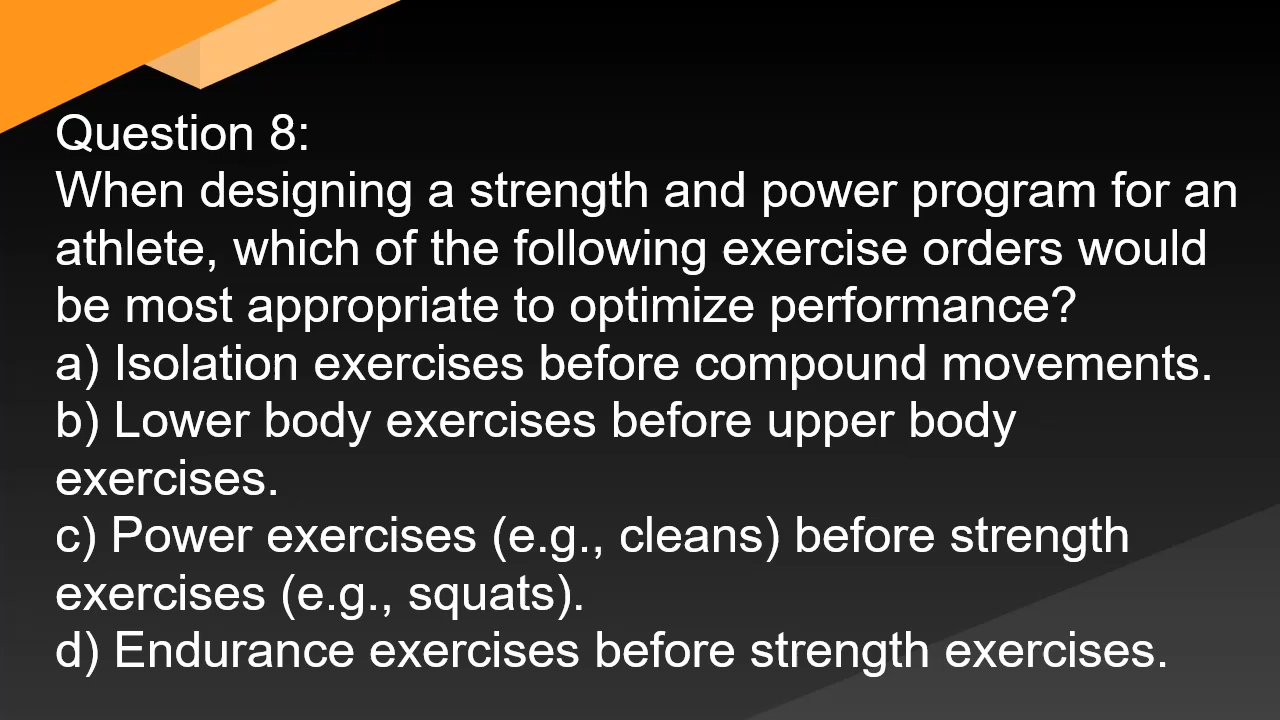 Question 8:
When designing a strength and power program for an
athlete, which of the following exercise orders would
be most appropriate to optimize performance?
a) Isolation exercises before compound movements.
b) Lower body exercises before upper body
exercises.
c) Power exercises (e.g., cleans) before strength
exercises (e.g., squats).
d) Endurance exercises before strength exercises.